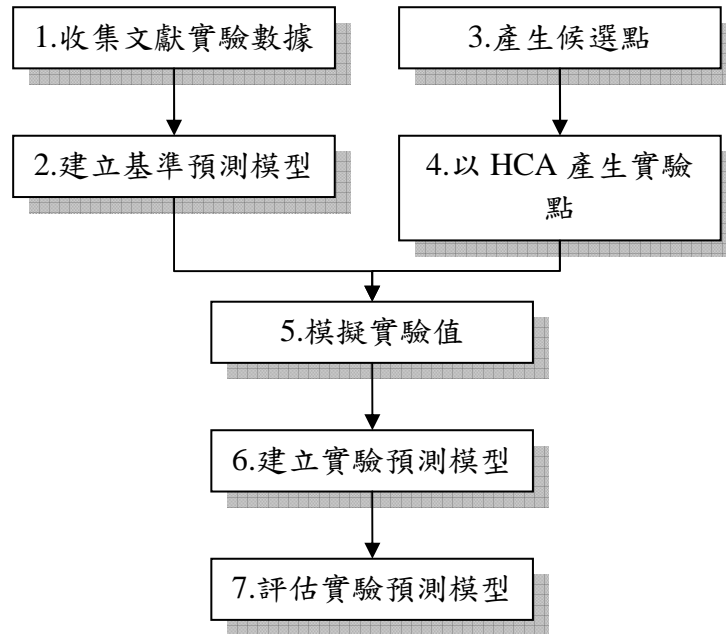 1.收集文獻實驗數據
3.產生候選點
2.建立基準預測模型
4.以 HCA 產生實驗
點
5.模擬實驗值
6.建立實驗預測模型
7.評估實驗預測模型